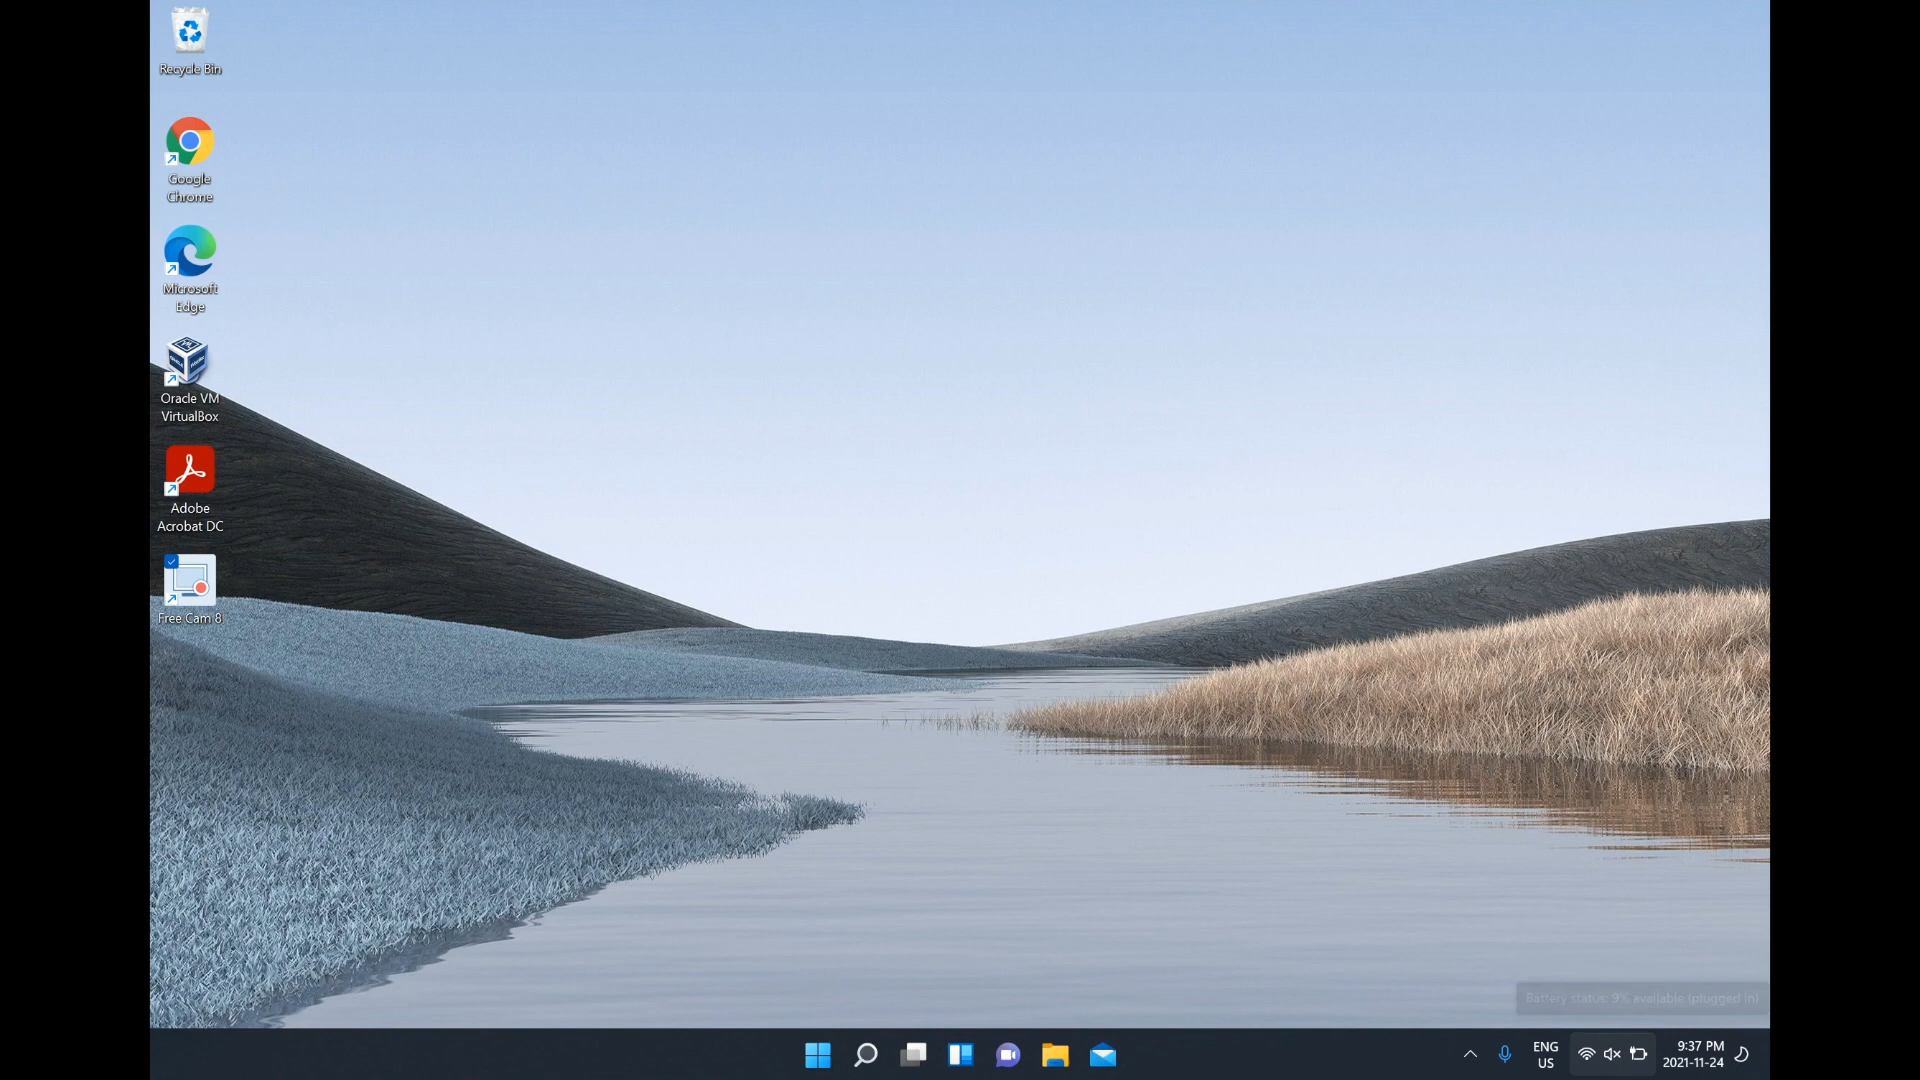 Recycle Bin
Google
Chrome
Microsoft
Edge
Oracle VM
VirtualBox
Adobe
Acrobat DC
Free Cam 8
Battery status: 9% available (plugged in)
ENG
US
9:37 PM
2021-11-24